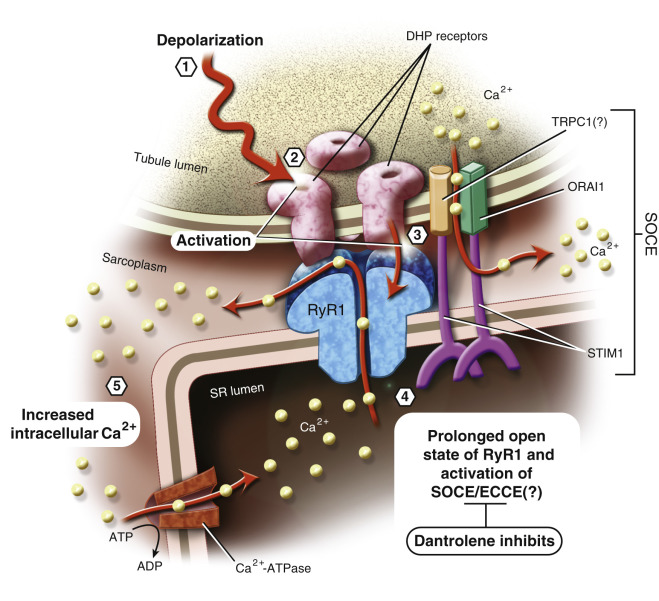 Depolarization
DHP receptors
1
Ca2+
TRPC1(?)
2
Tubule lumen
ORAI1
SOCE
Activation
3
Ca2+
Sarcoplasm
RyR1
STIM1
5
SR lumen
4
Increased
intracellular Ca2+
Ca2+
Prolonged open
state of RyR1 and
activation of
SOCE/ECCE(?)
ATP
Dantrolene inhibits
ADP
Ca2+-ATPase